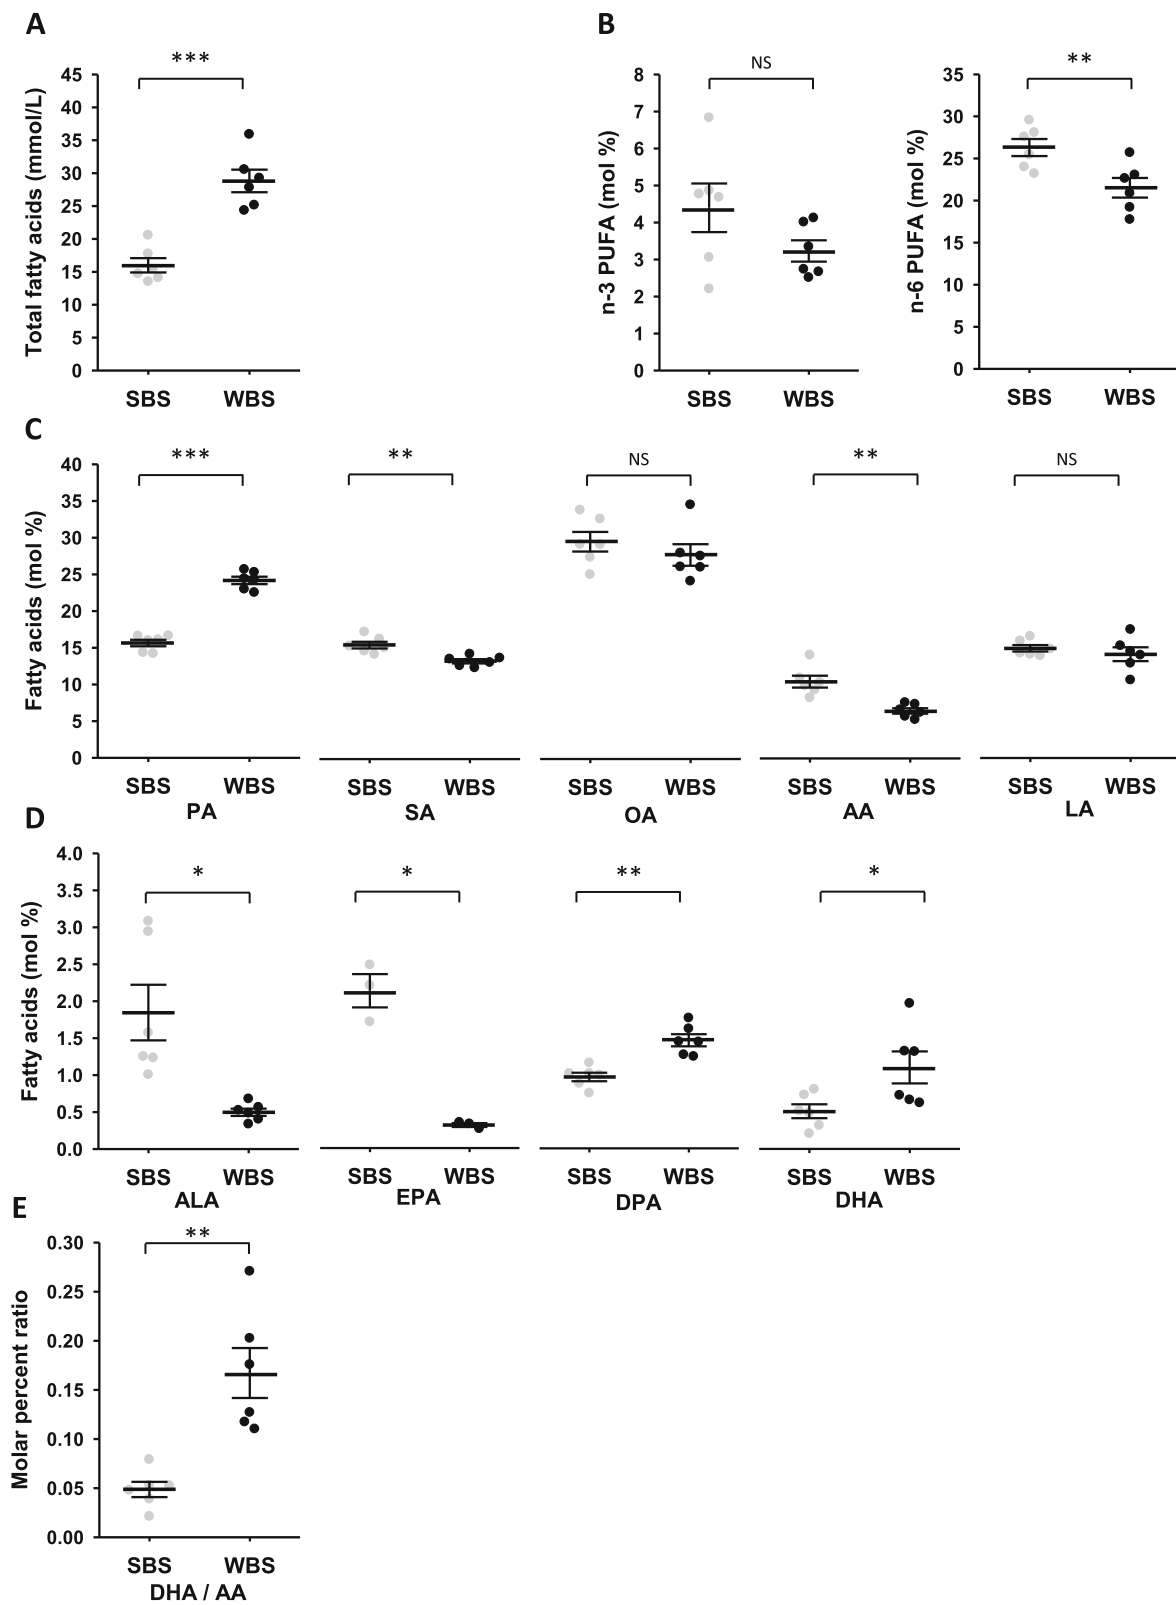 A
***
Total fatty acids (mmol/L)
45
40
35
30
25
20
15
10
5
0
SBS WBS
B
NS
n-3 PUFA (mol %)
8
7
6
5
4
3
2
1
0
SBS WBS
**
n-6 PUFA (mol %)
35
30
25
20
15
10
5
0
SBS WBS
C
*** ** NS ** NS
Fatty acids (mol %)
40
35
30
25
20
15
10
5
0
SBS WBS SBS WBS SBS WBS SBS WBS SBS WBS
PA SA OA AA LA
D
* * ** *
Fatty acids (mol %)
4.0
3.5
3.0
2.5
2.0
1.5
1.0
0.5
0.0
SBS WBS SBS WBS SBS WBS SBS WBS
ALA EPA DPA DHA
E
**
Molar percent ratio
0.30
0.25
0.20
0.15
0.10
0.05
0.00
SBS WBS
DHA / AA